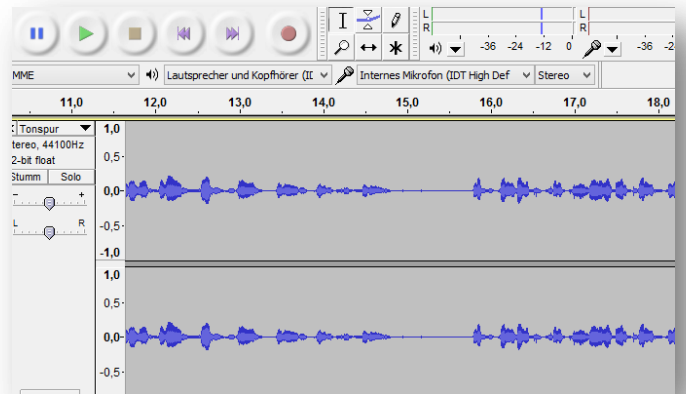 L
R
L
R
-36 -24 -12 0
-36 -2
MME
Lautsprecher und Kopfhörer (II
Internes Mikrofon (IDT High Def
Stereo
11,0 12,0 13,0 14,0 15,0 16,0 17,0 18,0
Tonspur
tereo, 44100Hz
2-bit float
Stumm Solo
- +
L R
1,0
0,5-
0,0-
-0,5-
-1,0
1,0
0,5-
0,0-
-0,5-